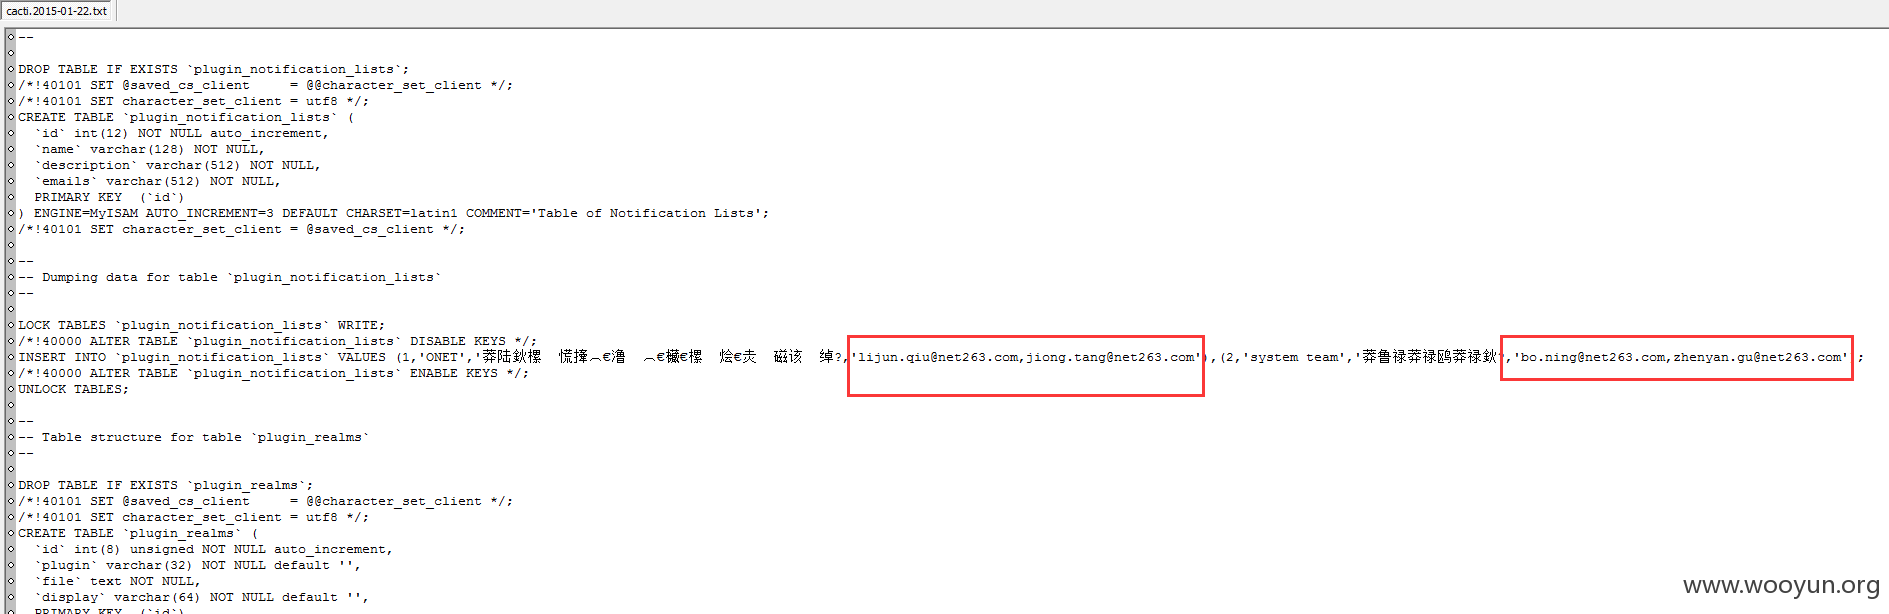 cacti.2015-01-22.txt
--
DROP TABLE IF EXISTS `plugin_notification_lists`;
/*!40101 SET @saved_cs_client     = @@character_set_client */;
/*!40101 SET character_set_client = utf8 */;
CREATE TABLE `plugin_notification_lists` (
  `id` int(12) NOT NULL auto_increment,
  `name` varchar(128) NOT NULL,
  `description` varchar(512) NOT NULL,
  `emails` varchar(512) NOT NULL,
  PRIMARY KEY  (`id`)
) ENGINE=MyISAM AUTO_INCREMENT=3 DEFAULT CHARSET=latin1 COMMENT='Table of Notification Lists';
/*!40101 SET character_set_client = @saved_cs_client */;
--
-- Dumping data for table `plugin_notification_lists`
--
LOCK TABLES `plugin_notification_lists` WRITE;
/*!40000 ALTER TABLE `plugin_notification_lists` DISABLE KEYS */;
INSERT INTO `plugin_notification_lists` VALUES (1,'ONET','莽陆鈥樏 慌撻︹€澛 ︹€欉€樏 烩€🙰 磁该 绰?,'lijun.qiu@net263.com,jiong.tang@net263.com'),(2,'system team','莽鲁禄莽禄鸥莽禄鈥?,'bo.ning@net263.com,zhenyan.gu@net263.com' ;
/*!40000 ALTER TABLE `plugin_notification_lists` ENABLE KEYS */;
UNLOCK TABLES;
--
-- Table structure for table `plugin_realms`
--
DROP TABLE IF EXISTS `plugin_realms`;
/*!40101 SET @saved_cs_client     = @@character_set_client */;
/*!40101 SET character_set_client = utf8 */;
CREATE TABLE `plugin_realms` (
  `id` int(8) unsigned NOT NULL auto_increment,
  `plugin` varchar(32) NOT NULL default '',
  `file` text NOT NULL,
  `display` varchar(64) NOT NULL default '',
  PRIMARY KEY  (`id`)
www.wooyun.org